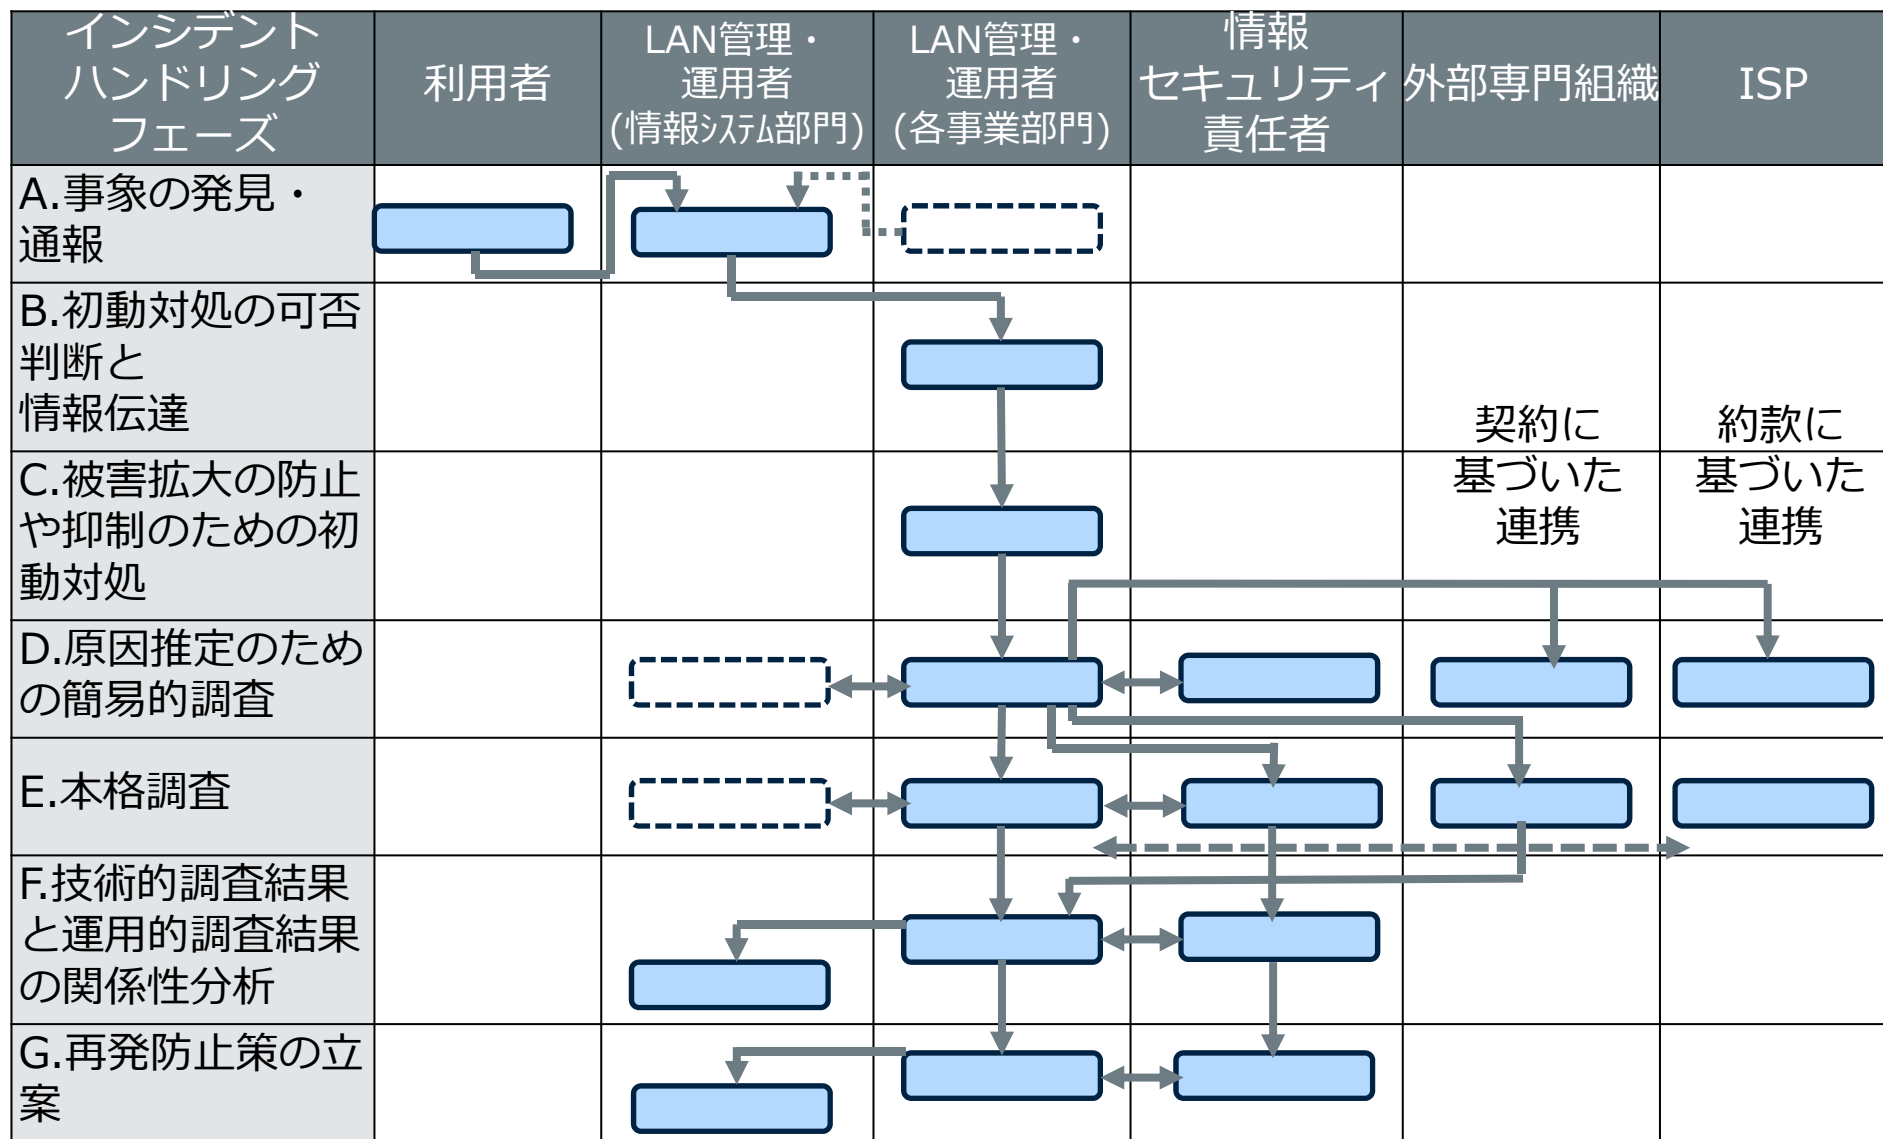 インシデント
ハンドリング
フェーズ
利用者
LAN管理・
運用者
(情報ｼｽﾃﾑ部門)
LAN管理・
運用者
(各事業部門)
情報
セキュリティ
責任者
外部専門組織
ISP
A.事象の発見・
通報
B.初動対処の可否
判断と
情報伝達
C.被害拡大の防止
や抑制のための初
動対処
契約に
基づいた
連携
約款に
基づいた
連携
D.原因推定のため
の簡易的調査
E.本格調査
F.技術的調査結果
と運用的調査結果
の関係性分析
G.再発防止策の立
案